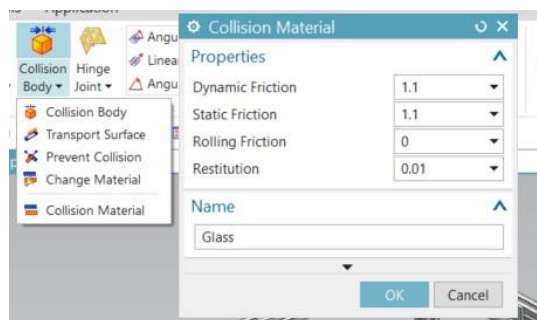 Application
Collision
Body
Hinge
Joint
Angu
Linea
Angu
Collision Body
Transport Surface
Prevent Collision
Change Material
Collision Material
Collision Material
Properties
Dynamic Friction 1.1
Static Friction 1.1
Rolling Friction 0
Restitution 0.01
Name
Glass
OK Cancel